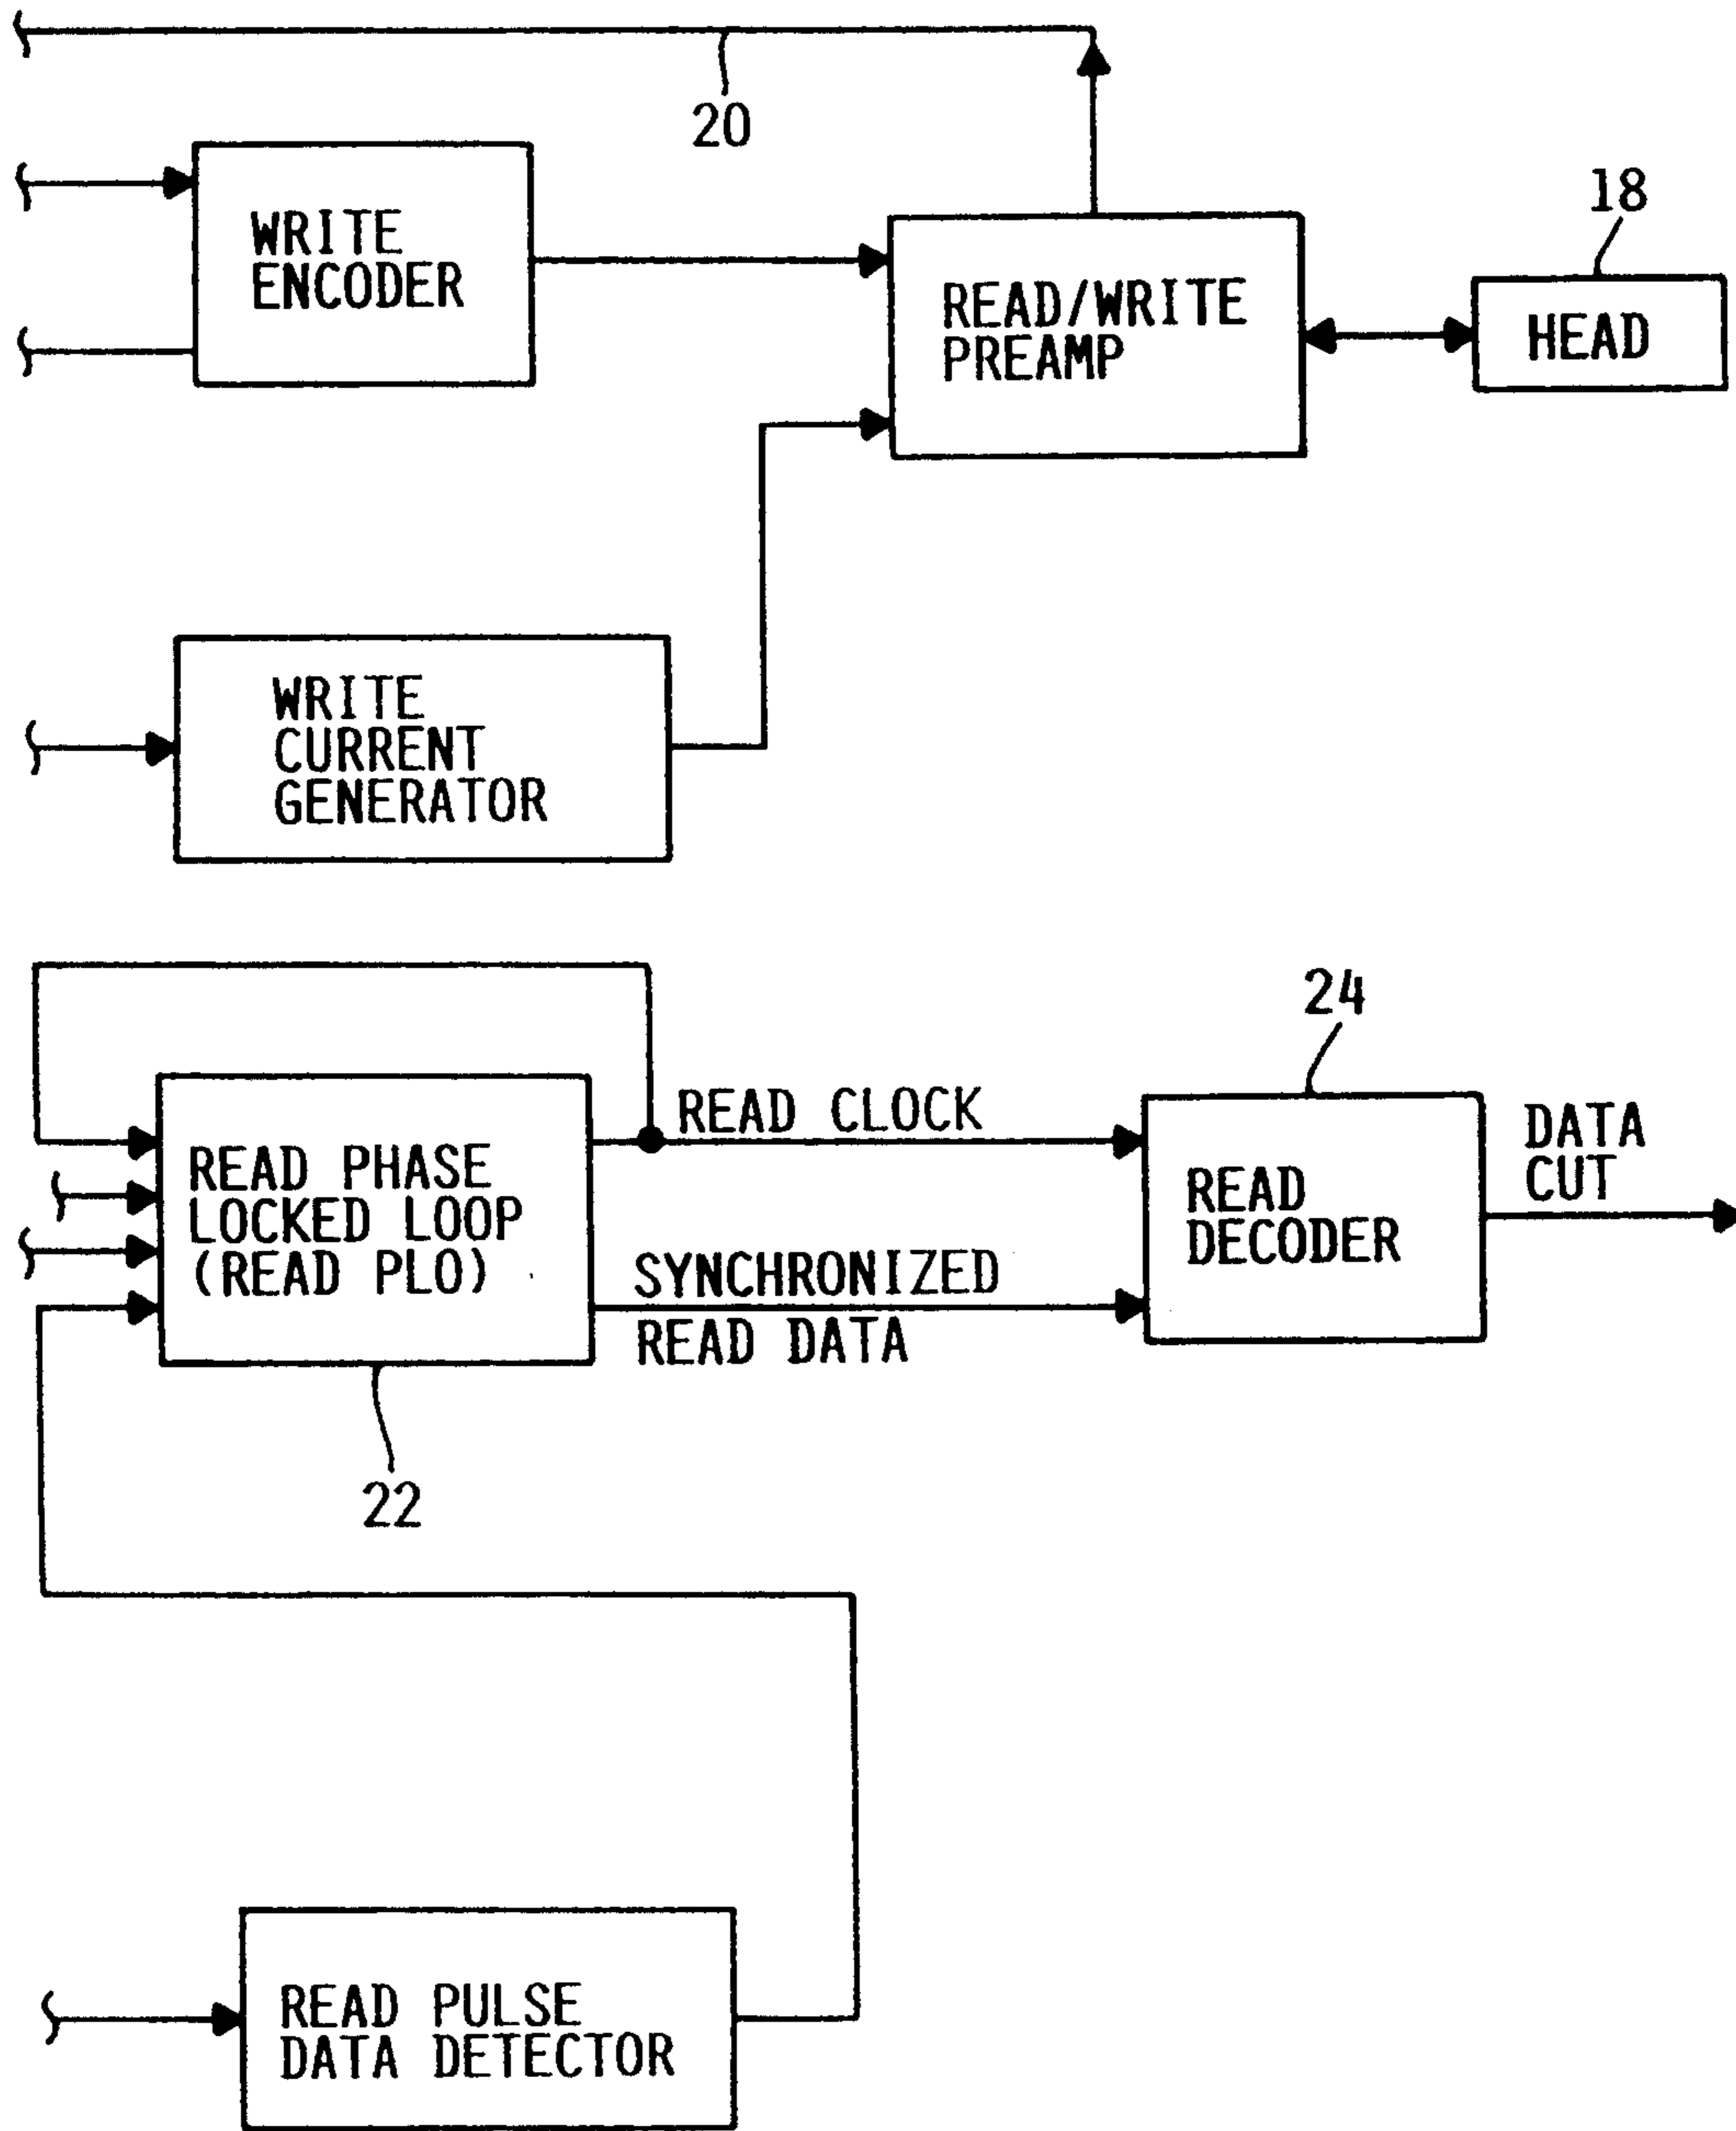 20
WRITE
ENCODER
18
READ/WRITE
PREAMP
HEAD
WRITE
CURRENT
GENERATOR
24
READ CLOCK
DATA
CUT
READ PHASE
LOCKED LOOP
(READ PLO)
READ
DECODER
SYNCHRONIZED
READ DATA
22
READ PULSE
DATA DETECTOR